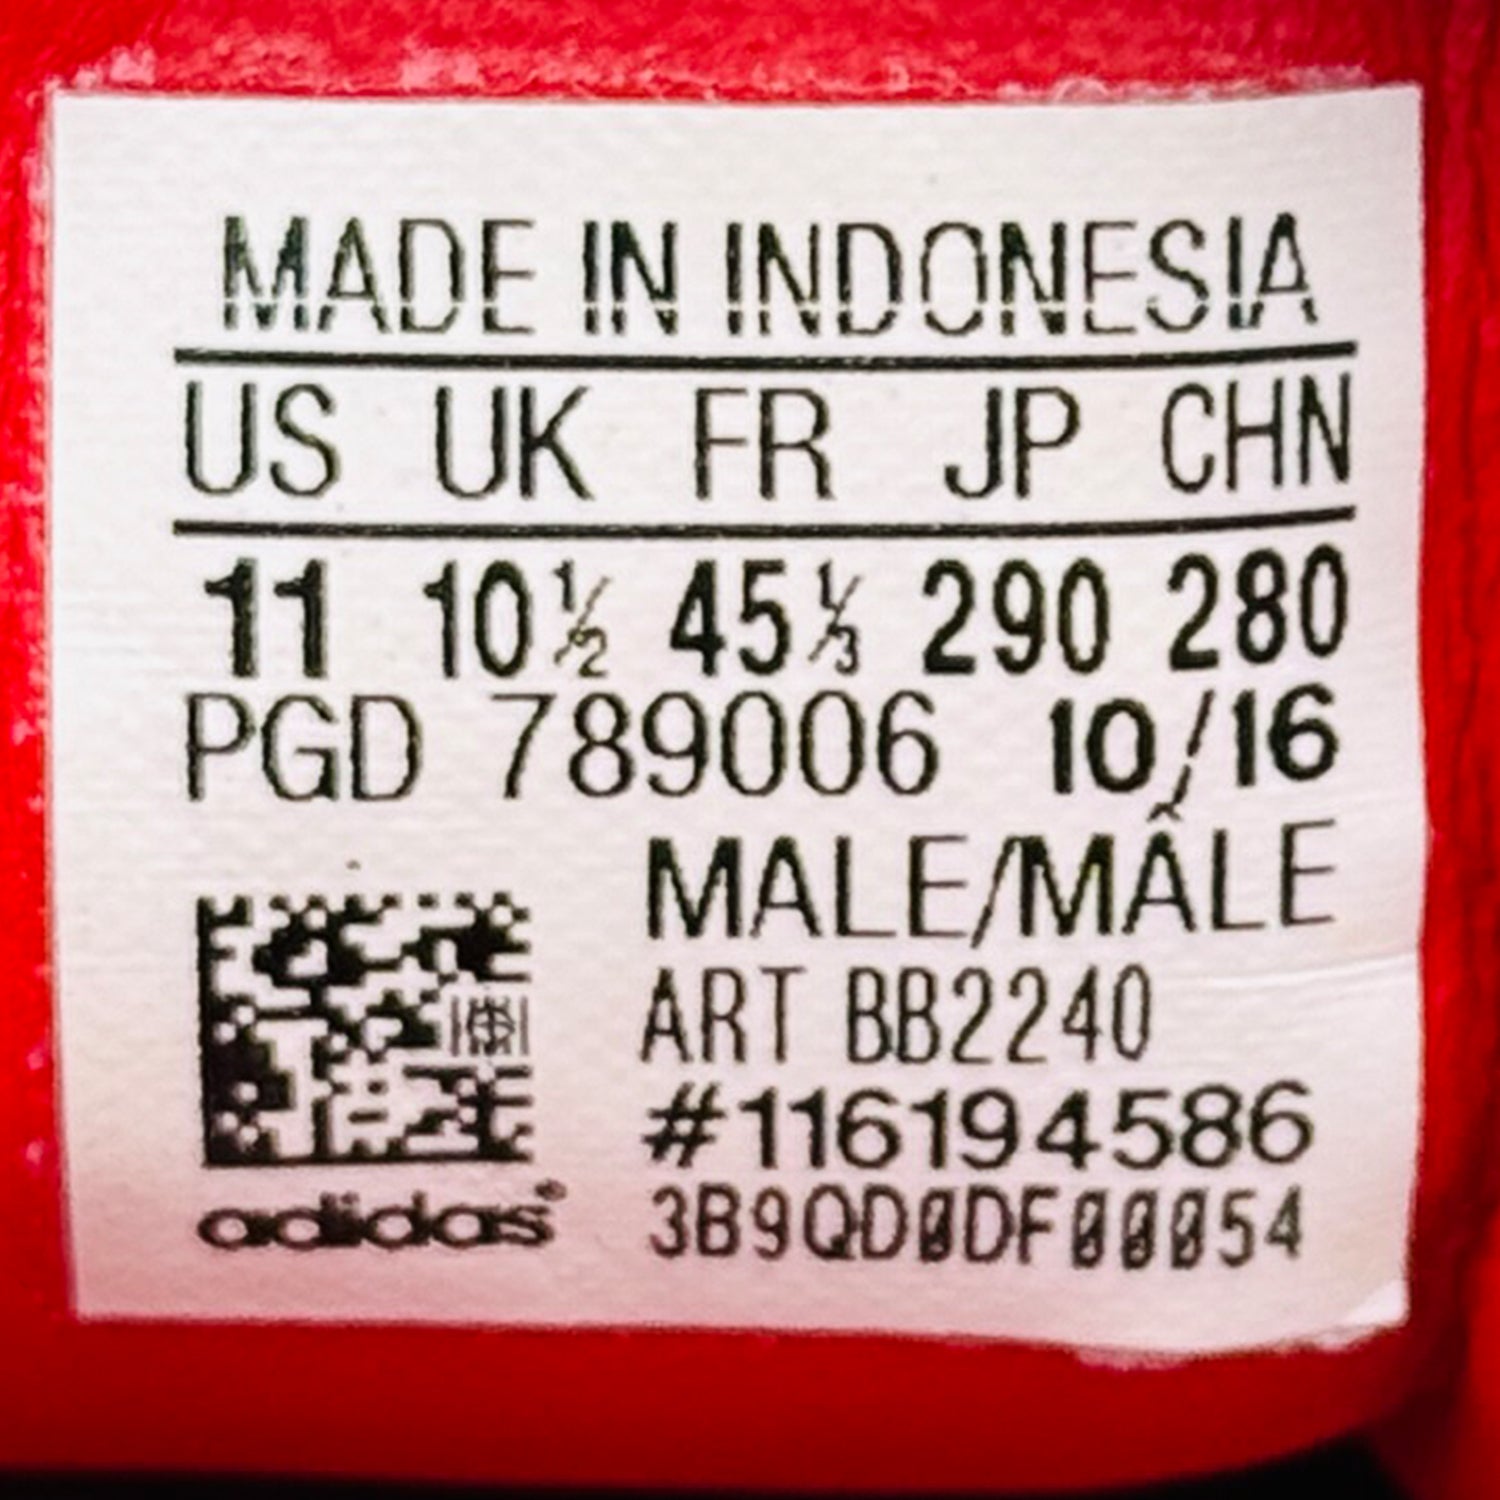 MADE IN INDONESIA
US UK FR JP CHN
11 10½ 45⅓ 290 280
PGD 789006 10/16
MALE/MÂLE
ART BB2240
#116194586
adidas® 3B9QD0DF00054